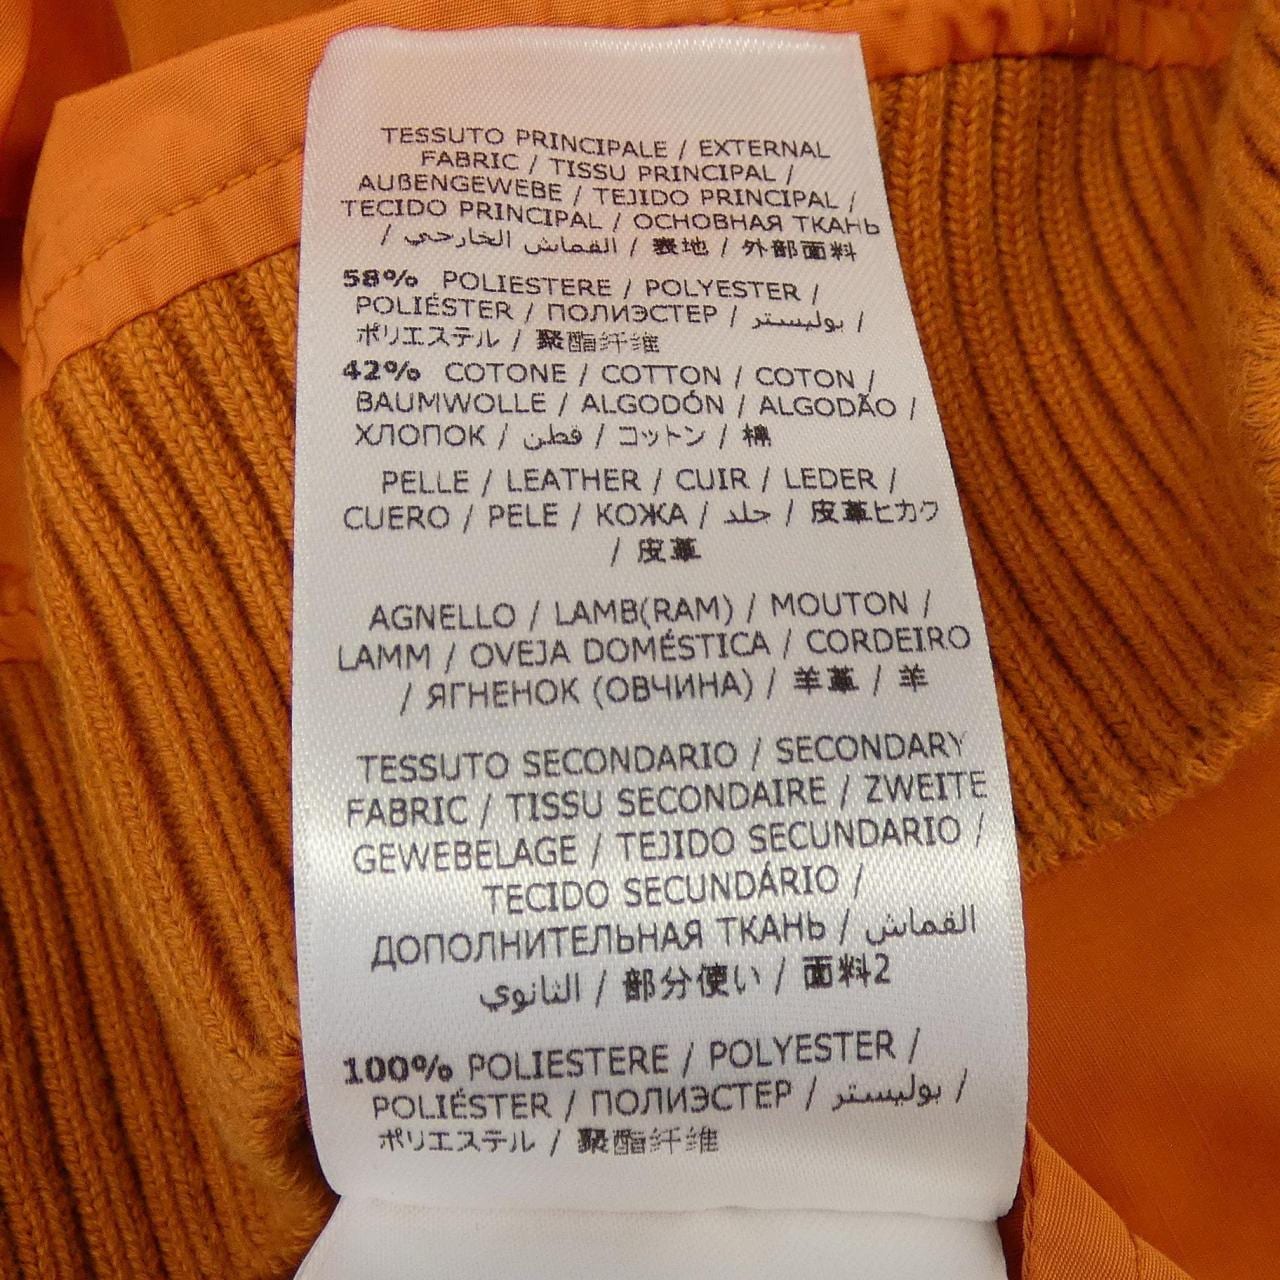 TESSUTO PRINCIPALE / EXTERNAL
FABRIC / TISSU PRINCIPAL /
AUßENGEWEBE / TEJIDO PRINCIPAL /
TECIDO PRINCIPAL / ОСНОВНАЯ ТКАНЬ
/ القماش الخارجي / 表地 / 外部面料
58% POLIESTERE / POLYESTER /
POLIÉSTER / ПОЛИЭСТЕР / بوليستر /
ポリエステル / 聚酯纤维
42% COTONE / COTTON / COTON /
BAUMWOLLE / ALGODÓN / ALGODÃO /
ХЛОПОК / قطن / コットン / 棉
PELLE / LEATHER / CUIR / LEDER /
CUERO / PELE / КОЖА / جلد / 皮革ヒカワ
/ 皮革
AGNELLO / LAMB(RAM) / MOUTON /
LAMM / OVEJA DOMÉSTICA / CORDEIRO
/ ЯГНЕНОК (ОВЧИНА) / 羊革 / 羊
TESSUTO SECONDARIO / SECONDARY
FABRIC / TISSU SECONDAIRE / ZWEITE
GEWEBELAGE / TEJIDO SECUNDARIO /
TECIDO SECUNDÁRIO /
ДОПОЛНИТЕЛЬНАЯ ТКАНЬ / القماش
الثانوي / 部分使い / 面料2
100% POLIESTERE / POLYESTER /
POLIÉSTER / ПОЛИЭСТЕР / بوليستر /
ポリエステル / 聚酯纤维